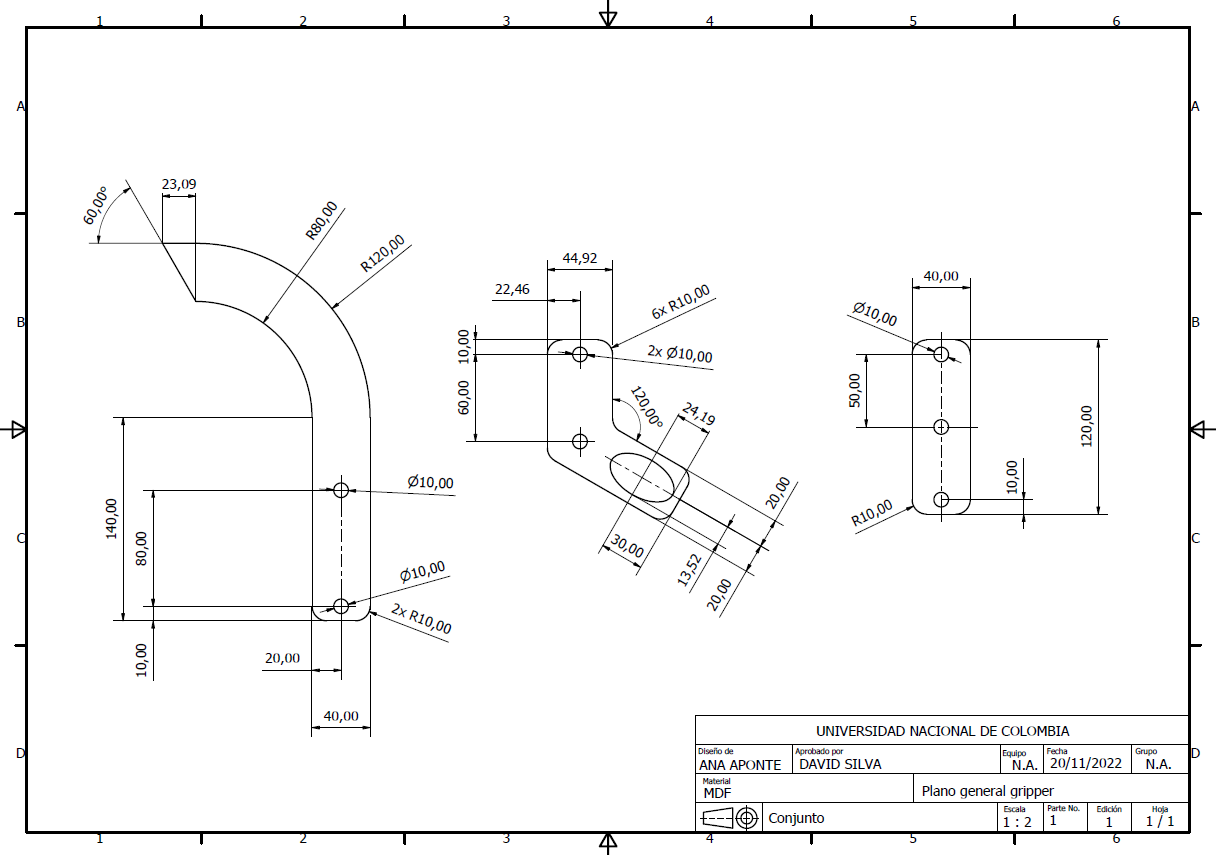 1 2 3 4 5 6
A A
B B
C C
D D
60,00°
23,09
R80,00
R120,00
140,00
80,00
10,00
Ø10,00
Ø10,00
2x R10,00
20,00
40,00
44,92
22,46
6x R10,00
2x Ø10,00
10,00
60,00
120,00°
24,19
20,00
30,00
13,52
20,00
40,00
Ø10,00
50,00
120,00
10,00
R10,00
UNIVERSIDAD NACIONAL DE COLOMBIA
Diseño de Aprobado por Equipo Fecha Grupo
ANA APONTE DAVID SILVA N.A. 20/11/2022 N.A.
Material
MDF Plano general gripper
Conjunto
Escala Parte No. Edición Hoja
1 : 2 1 1 1 / 1
1 2 3 4 5 6